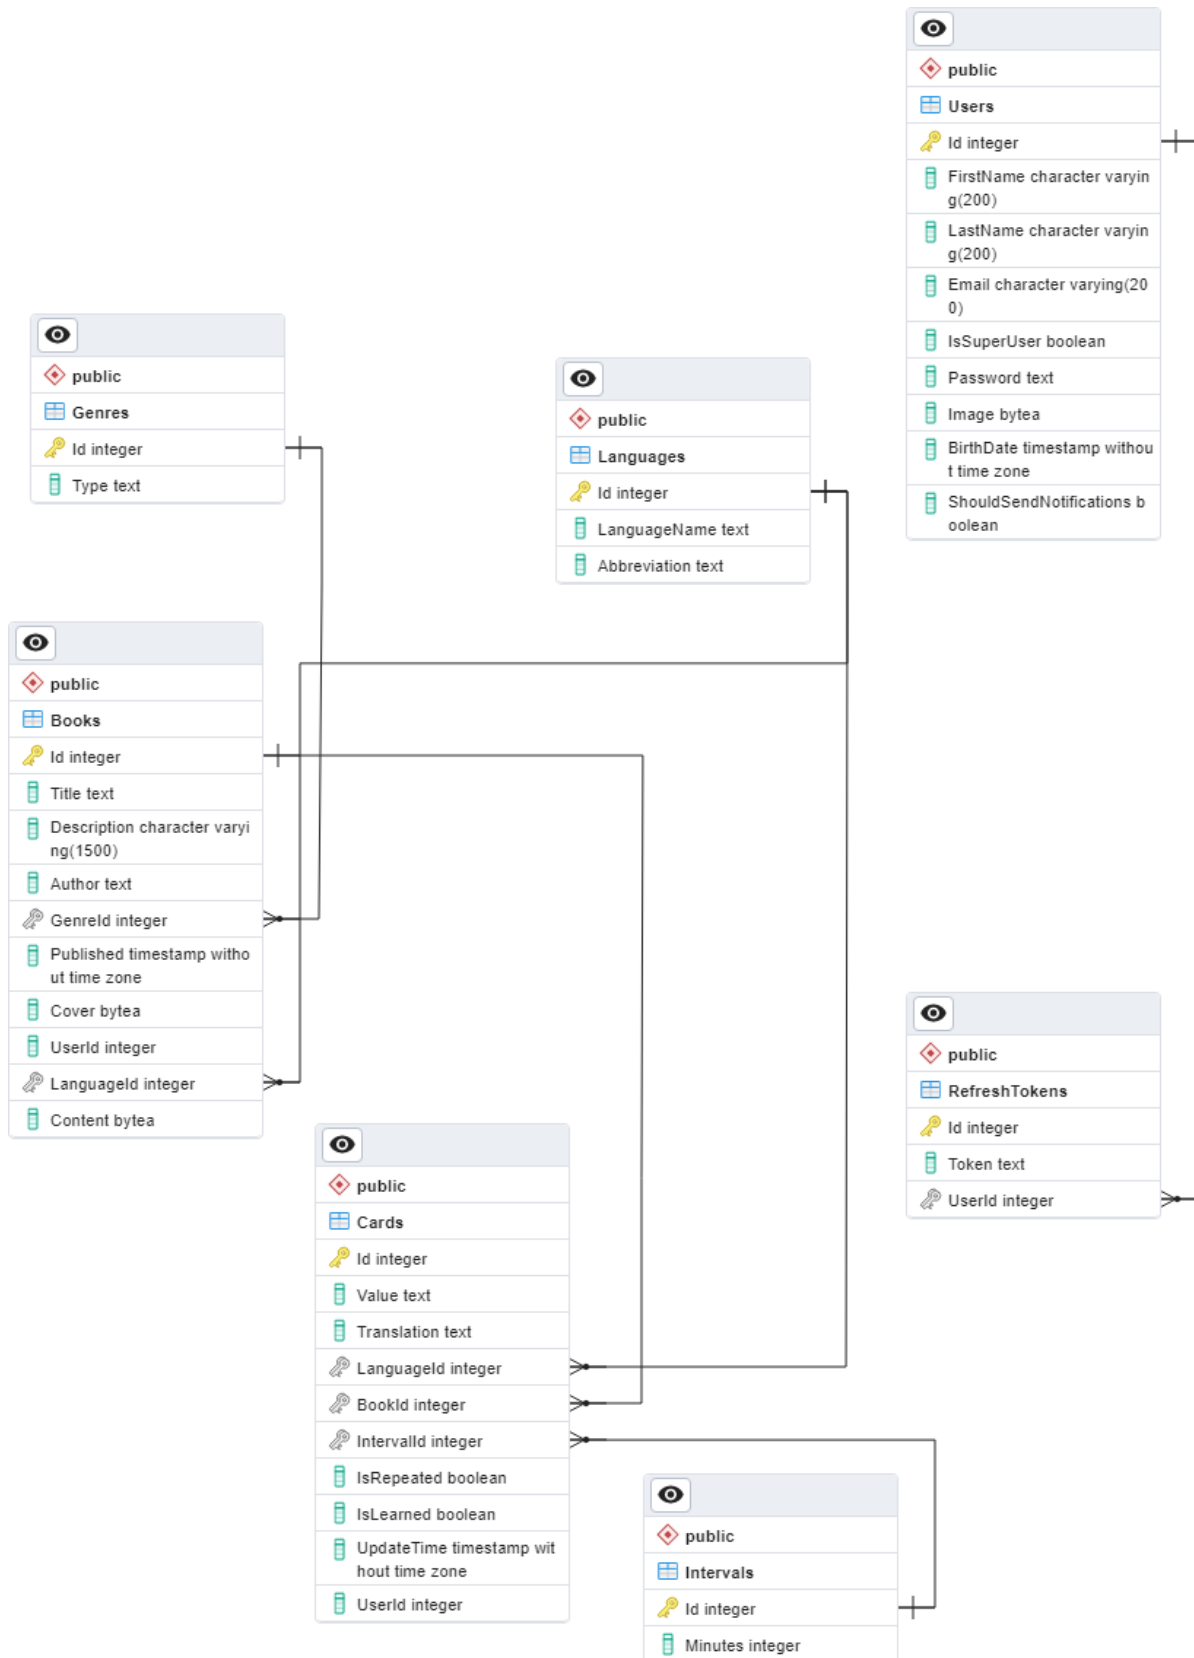 public
Users
Id integer
FirstName character varyin
g(200)
LastName character varyin
g(200)
Email character varying(20
0)
IsSuperUser boolean
Password text
Image bytea
BirthDate timestamp withou
t time zone
ShouldSendNotifications b
oolean
public
Genres
Id integer
Type text
public
Languages
Id integer
LanguageName text
Abbreviation text
public
Books
Id integer
Title text
Description character varyi
ng(1500)
Author text
GenreId integer
Published timestamp witho
ut time zone
Cover bytea
UserId integer
LanguageId integer
Content bytea
public
RefreshTokens
Id integer
Token text
UserId integer
public
Cards
Id integer
Value text
Translation text
LanguageId integer
BookId integer
IntervalId integer
IsRepeated boolean
IsLearned boolean
UpdateTime timestamp wit
hout time zone
UserId integer
public
Intervals
Id integer
Minutes integer